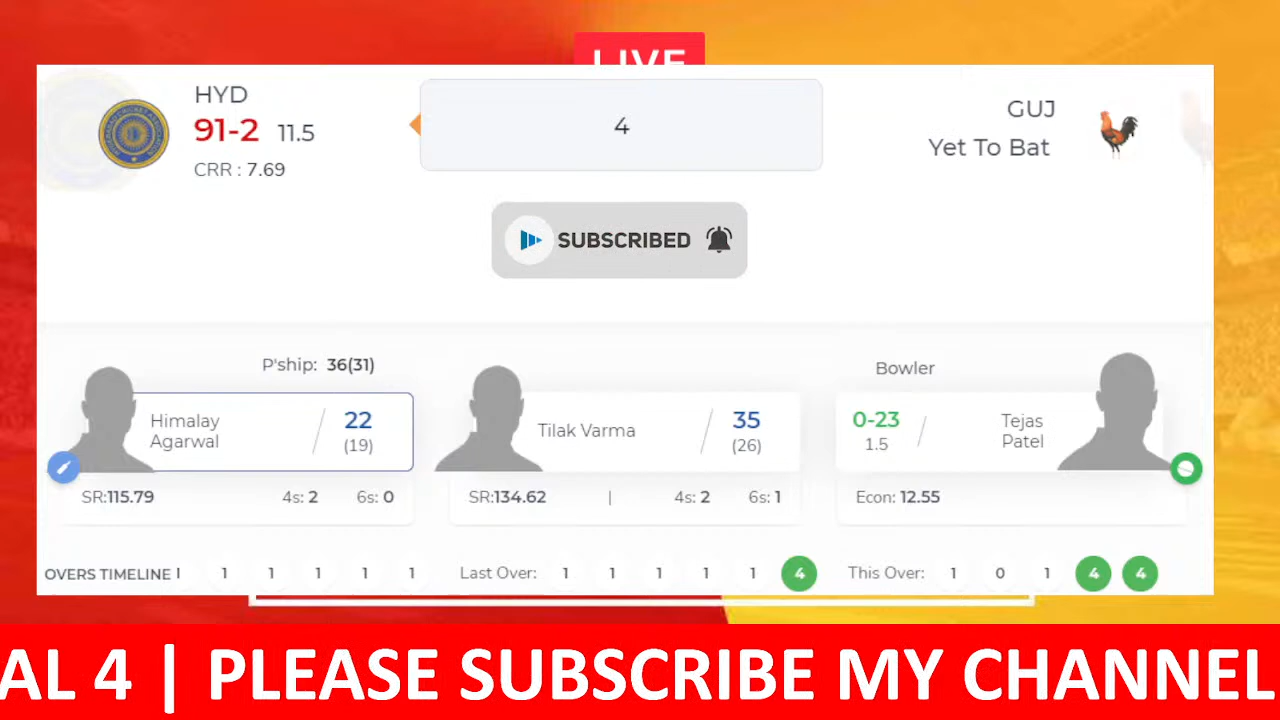 LIVE
HYD
91-2 11.5
CRR : 7.69
4
GUJ
Yet To Bat
SUBSCRIBED
P'ship: 36(31)
Himalay
Agarwal
22
(19)
SR:115.79 4s: 2 6s: 0
Tilak Varma
35
(26)
SR:134.62 | 4s: 2 6s: 1
Bowler
0-23
1.5
Tejas
Patel
Econ: 12.55
OVERS TIMELINE 1 1 1 1 1 Last Over: 1 1 1 1 1 4 This Over: 1 0 1 4 4
AL 4 | PLEASE SUBSCRIBE MY CHANNEL